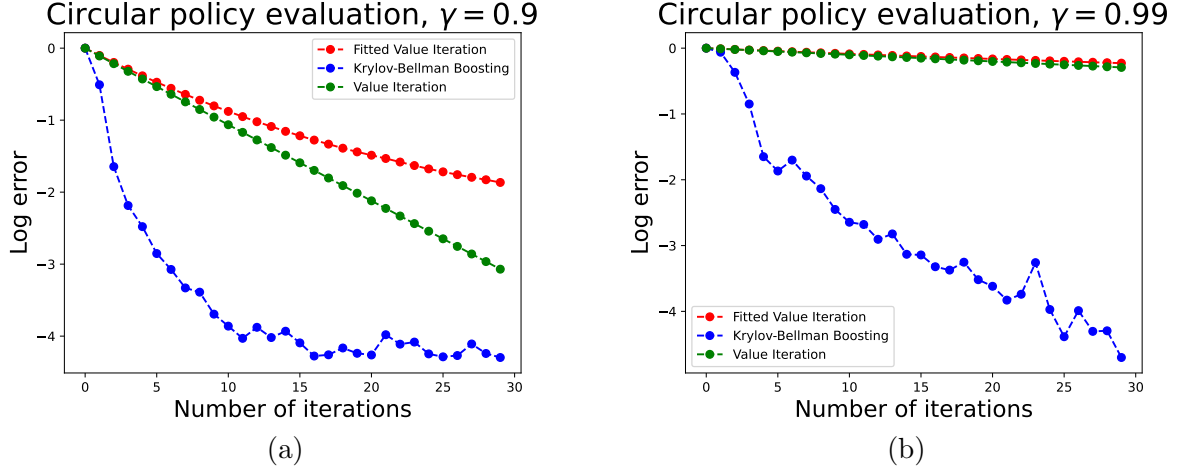 Circular policy evaluation, γ = 0.9
0
−1
−2
−3
−4
Log error
Fitted Value Iteration
Krylov-Bellman Boosting
Value Iteration
0 5 10 15 20 25 30
Number of iterations
(a)
Circular policy evaluation, γ = 0.99
0
−1
−2
−3
−4
Log error
Fitted Value Iteration
Krylov-Bellman Boosting
Value Iteration
0 5 10 15 20 25 30
Number of iterations
(b)